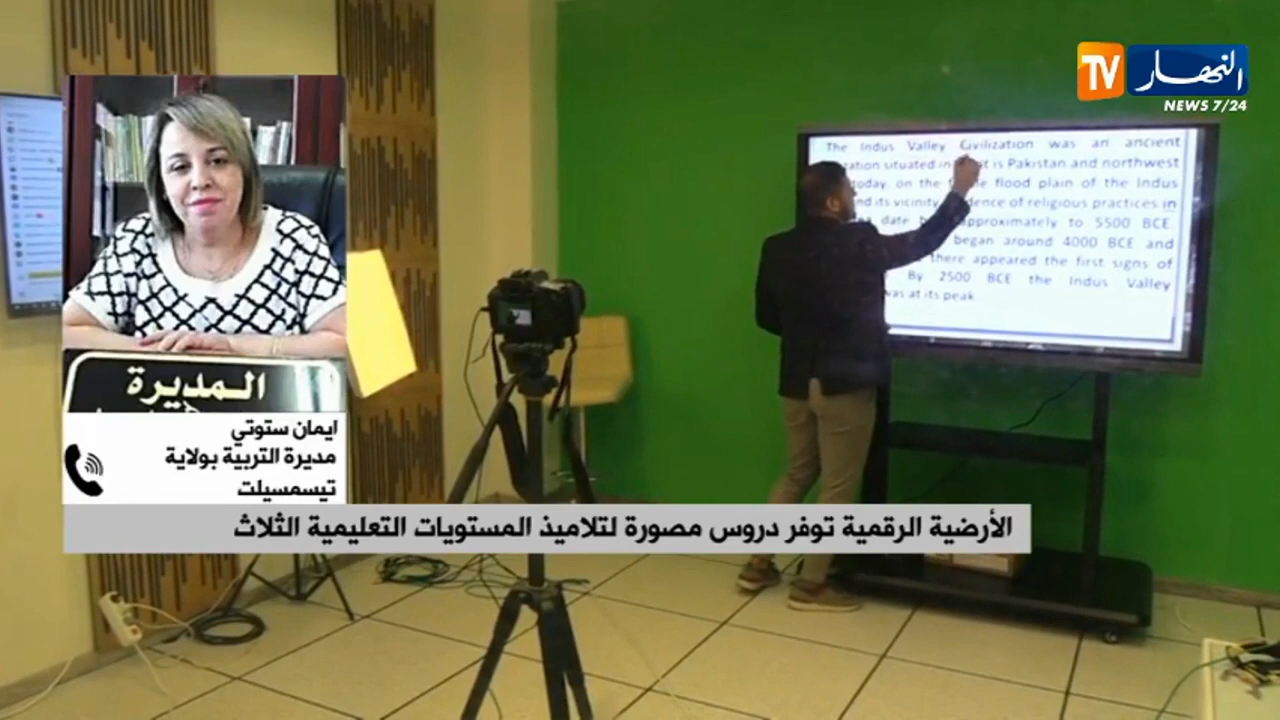 TV النهار
NEWS 7/24
The Indus Valley Civilization was an ancient
situated in is Pakistan and northwest
today, on the flood plain of the Indus
and its vicinity. of religious practices in
date approximately to 5500 BCE.
began around 4000 BCE and
there appeared the first signs of
By 2500 BCE the Indus Valley
was at its peak.
المديرة
ايمان ستوتي
مديرة التربية بولاية
تيسمسيلت
الأرضية الرقمية توفر دروس مصورة لتلاميذ المستويات التعليمية الثلاث